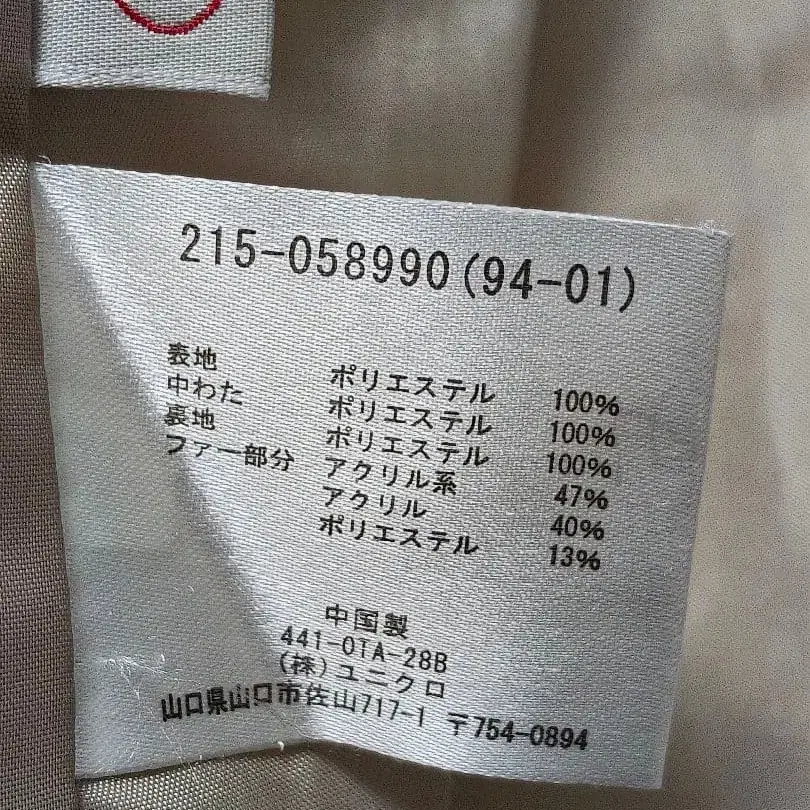 215-058990(94-01)
表地 ポリエステル 100%
中わた ポリエステル 100%
裏地 ポリエステル 100%
ファー部分 アクリル系 47%
アクリル 40%
ポリエステル 13%
中国製
441-OTA-28B
(株)ユニクロ
山口県山口市佐山717-1 〒754-0894